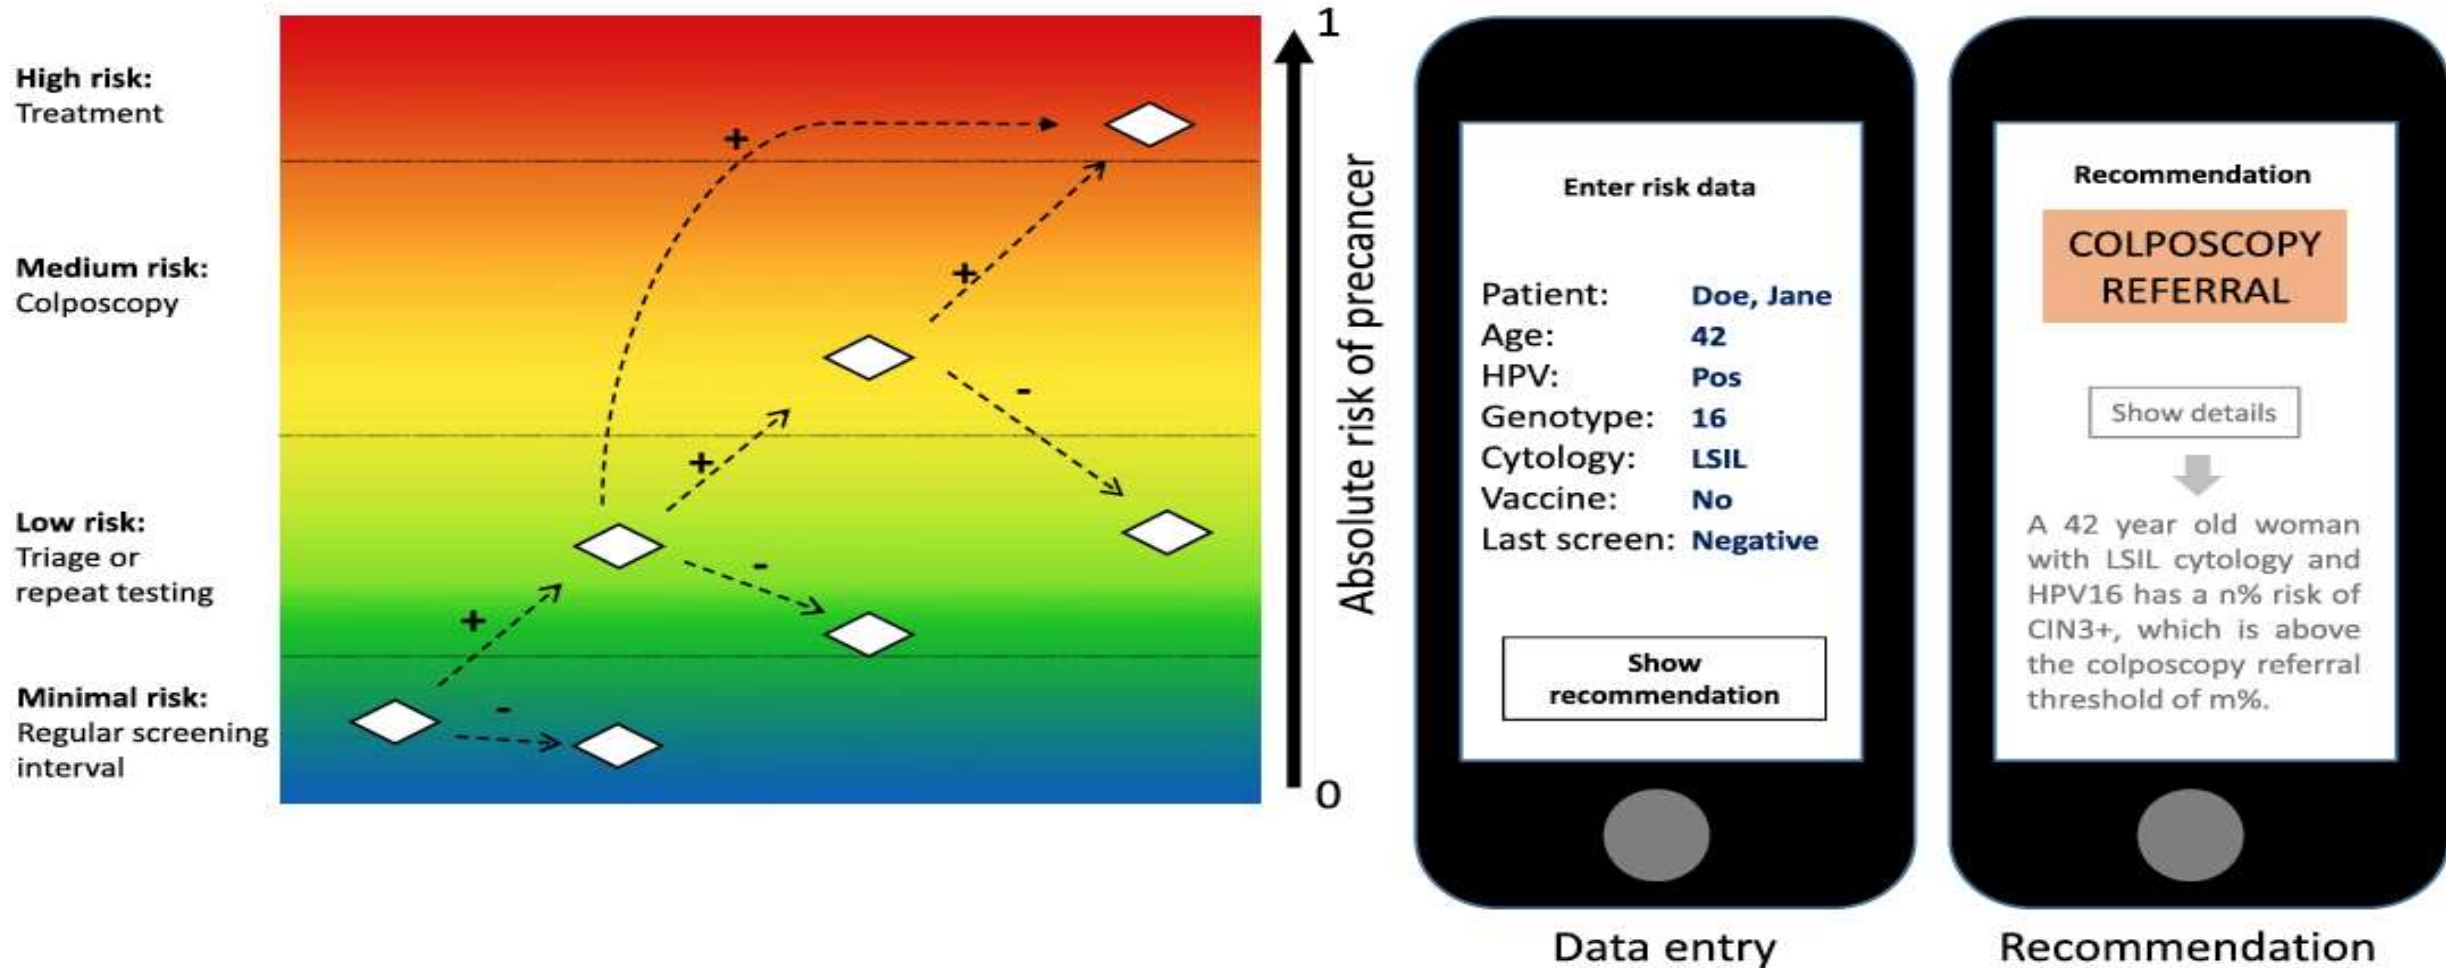 High risk:
Treatment
Medium risk:
Colposcopy
Low risk:
Triage or
repeat testing
Minimal risk:
Regular screening
interval
+
+
+
-
+
-
-
1
Absolute risk of precancer
0
Enter risk data
Patient: Doe, Jane
Age: 42
HPV: Pos
Genotype: 16
Cytology: LSIL
Vaccine: No
Last screen: Negative
Show
recommendation
Data entry
Recommendation
COLPOSCOPY
REFERRAL
Show details
A 42 year old woman
with LSIL cytology and
HPV16 has a n% risk of
CIN3+, which is above
the colposcopy referral
threshold of m%.
Recommendation